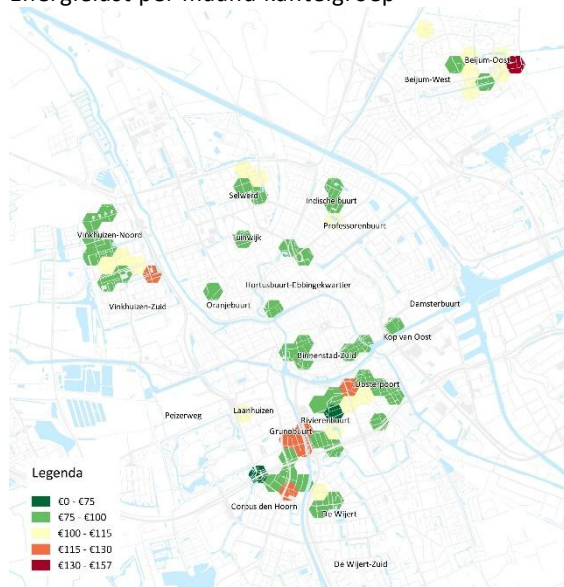 Energielast per maand kantelgroep
Beijum-Oost
Beijum-West
Selwerd
Indische buurt
Professorenbuurt
Vinkhuizen-Noord
Tuinwijk
Hortusbuurt-Ebbingekwartier
Vinkhuizen-Zuid
Oranjebuurt
Damsterbuurt
Kop van Oost
Binnenstad-Zuid
Oosterpoort
Peizerweg
Laanhuizen
Rivierenbuurt
Grunobuurt
Legenda
€0 - €75
€75 - €100
€100 - €115
€115 - €130
€130 - €157
Corpus den Hoorn
De Wijert
De Wijert-Zuid